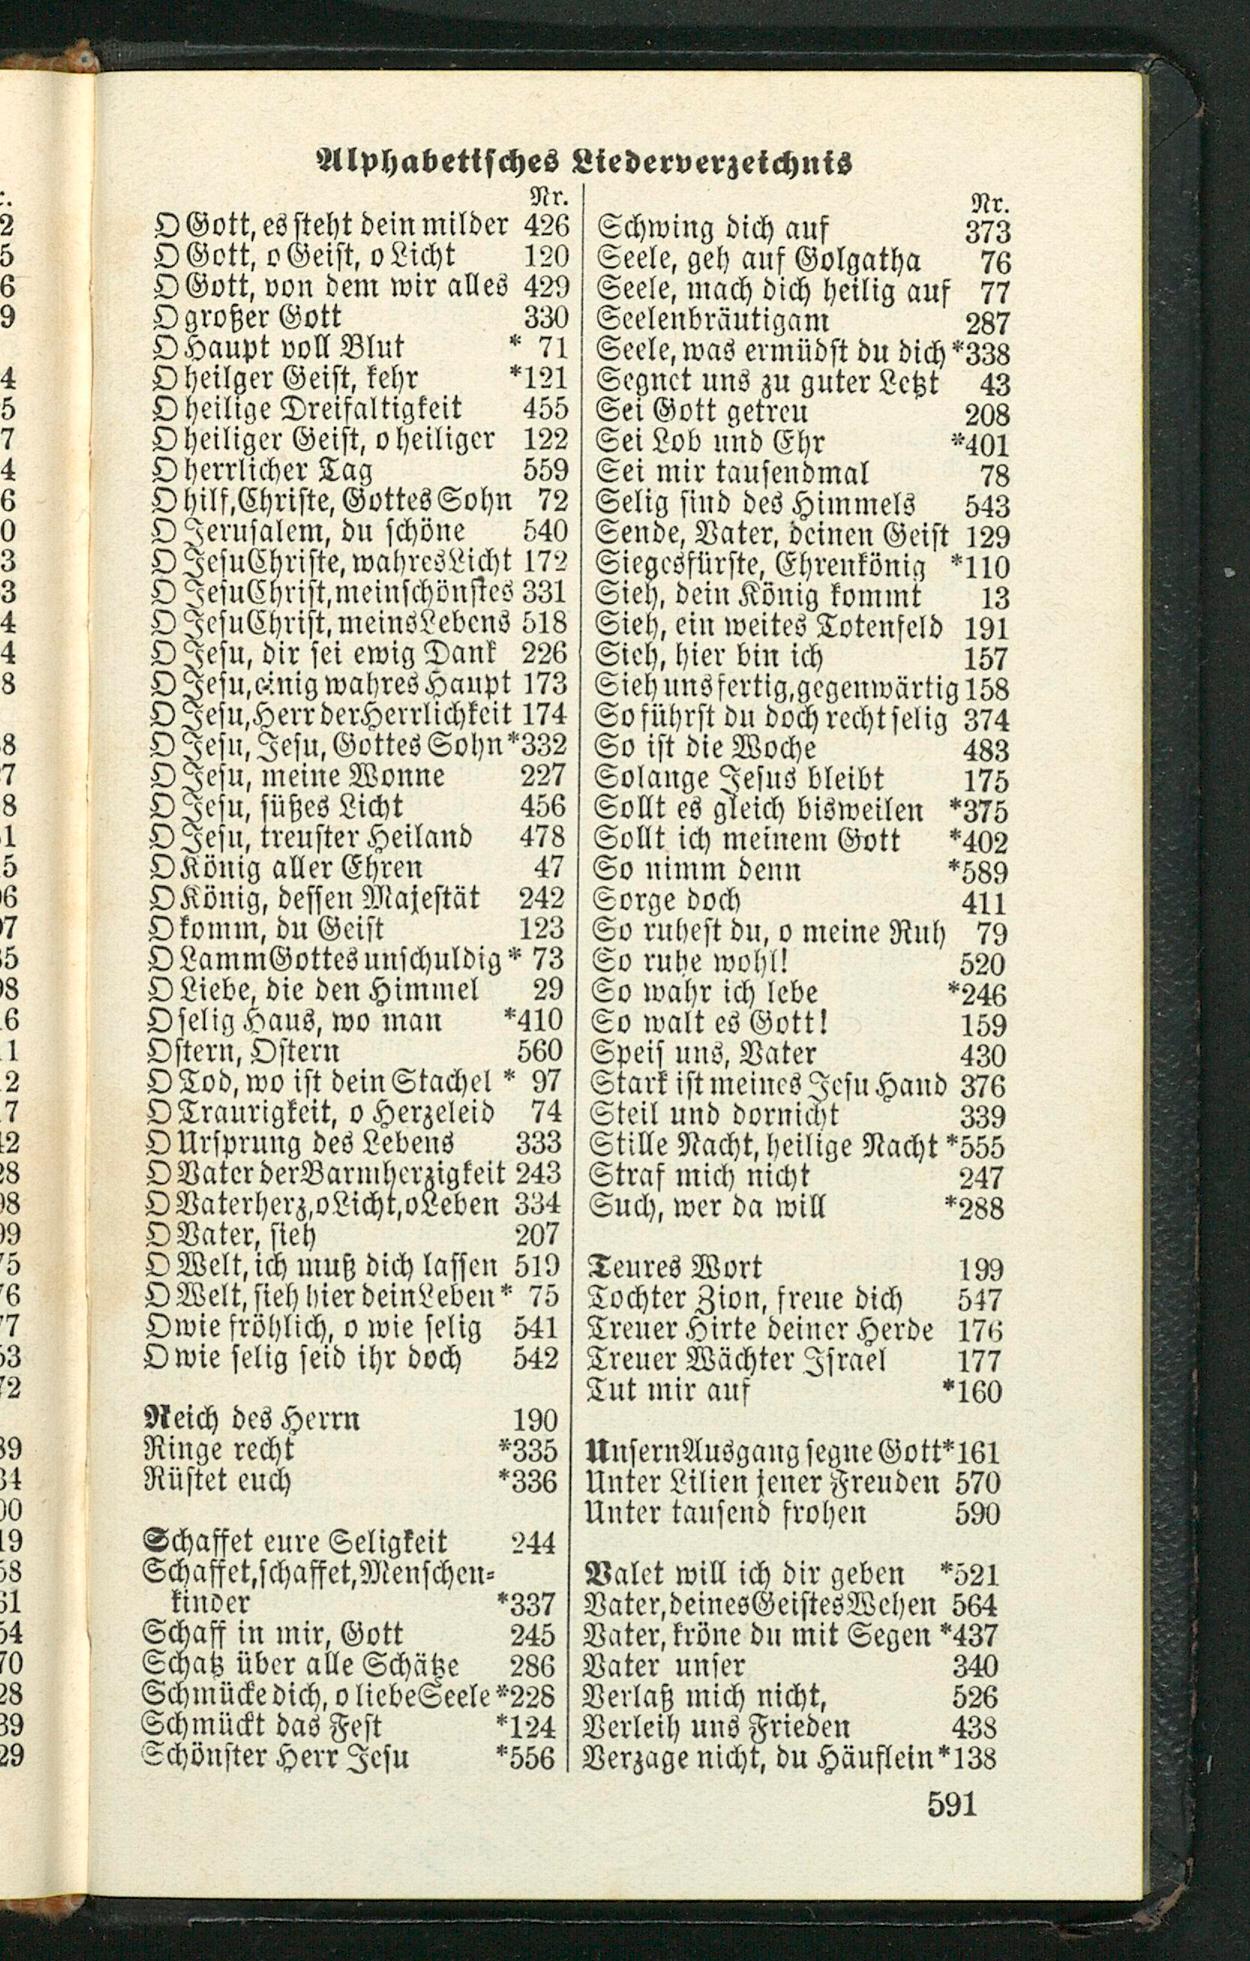 Alphabetisches Liederverzeichnis
Nr.
O Gott, es steht dein milder 426
O Gott, o Geist, o Licht 120
O Gott, von dem wir alles 429
O großer Gott 330
O Haupt voll Blut * 71
O heilger Geist, kehr *121
O heilige Dreifaltigkeit 455
O heiliger Geist, o heiliger 122
O herrlicher Tag 559
O hilf, Christe, Gottes Sohn 72
O Jerusalem, du schöne 540
O Jesu Christe, wahres Licht 172
O Jesu Christ, mein schönstes 331
O Jesu Christ, meins Lebens 518
O Jesu, dir sei ewig Dank 226
O Jesu, einig wahres Haupt 173
O Jesu, Herr der Herrlichkeit 174
O Jesu, Jesu, Gottes Sohn *332
O Jesu, meine Wonne 227
O Jesu, süßes Licht 456
O Jesu, treuster Heiland 478
O König aller Ehren 47
O König, dessen Majestät 242
O komm, du Geist 123
O Lamm Gottes unschuldig * 73
O Liebe, die den Himmel 29
O selig Haus, wo man *410
Ostern, Ostern 560
O Tod, wo ist dein Stachel * 97
O Traurigkeit, o Herzeleid 74
O Ursprung des Lebens 333
O Vater der Barmherzigkeit 243
O Vaterherz, o Licht, o Leben 334
O Vater, sieh 207
O Welt, ich muß dich lassen 519
O Welt, sieh hier dein Leben * 75
O wie fröhlich, o wie selig 541
O wie selig seid ihr doch 542
Reich des Herrn 190
Ringe recht *335
Rüstet euch *336
Schaffet eure Seligkeit 244
Schaffet, schaffet, Menschen-
kinder *337
Schaff in mir, Gott 245
Schatz über alle Schätze 286
Schmücke dich, o liebe Seele *228
Schmückt das Fest *124
Schönster Herr Jesu *556
Nr.
Schwing dich auf 373
Seele, geh auf Golgatha 76
Seele, mach dich heilig auf 77
Seelenbräutigam 287
Seele, was ermüdst du dich *338
Segnet uns zu guter Letzt 43
Sei Gott getreu 208
Sei Lob und Ehr *401
Sei mir tausendmal 78
Selig sind des Himmels 543
Sende, Vater, deinen Geist 129
Siegesfürste, Ehrenkönig *110
Sieh, dein König kommt 13
Sieh, ein weites Totenfeld 191
Sieh, hier bin ich 157
Sieh uns fertig, gegenwärtig 158
So führst du doch recht selig 374
So ist die Woche 483
Solange Jesus bleibt 175
Sollt es gleich bisweilen *375
Sollt ich meinem Gott *402
So nimm denn *589
Sorge doch 411
So ruhest du, o meine Ruh 79
So ruhe wohl! 520
So wahr ich lebe *246
So walt es Gott! 159
Speis uns, Vater 430
Stark ist meines Jesu Hand 376
Steil und dornicht 339
Stille Nacht, heilige Nacht *555
Straf mich nicht 247
Such, wer da will *288
Teures Wort 199
Tochter Zion, freue dich 547
Treuer Hirte deiner Herde 176
Treuer Wächter Israel 177
Tut mir auf *160
Unsern Ausgang segne Gott *161
Unter Lilien jener Freuden 570
Unter tausend frohen 590
Valet will ich dir geben *521
Vater, deines Geistes Wehen 564
Vater, kröne du mit Segen *437
Vater unser 340
Verlaß mich nicht, 526
Verleih uns Frieden 438
Verzage nicht, du Häuflein *138
591